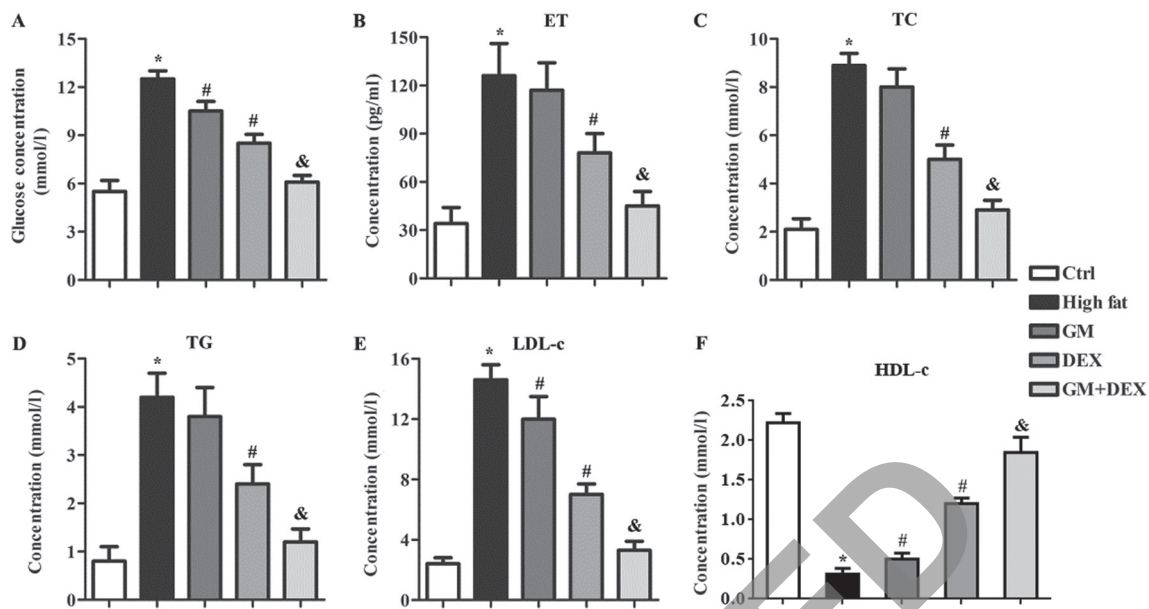 A
Glucose concentration
(mmol/l)
15
12
9
6
3
0
*
#
#
&
B
ET
Concentration (pg/ml)
150
120
90
60
30
0
*
#
&
C
TC
Concentration (mmol/l)
10
8
6
4
2
0
*
#
&
Ctrl
High fat
GM
DEX
GM+DEX
D
TG
Concentration (mmol/l)
5
4
3
2
1
0
*
#
&
E
LDL-c
Concentration (mmol/l)
16
12
8
4
0
*
#
#
&
F
HDL-c
Concentration (mmol/l)
2.5
2.0
1.5
1.0
0.5
0.0
*
#
#
&